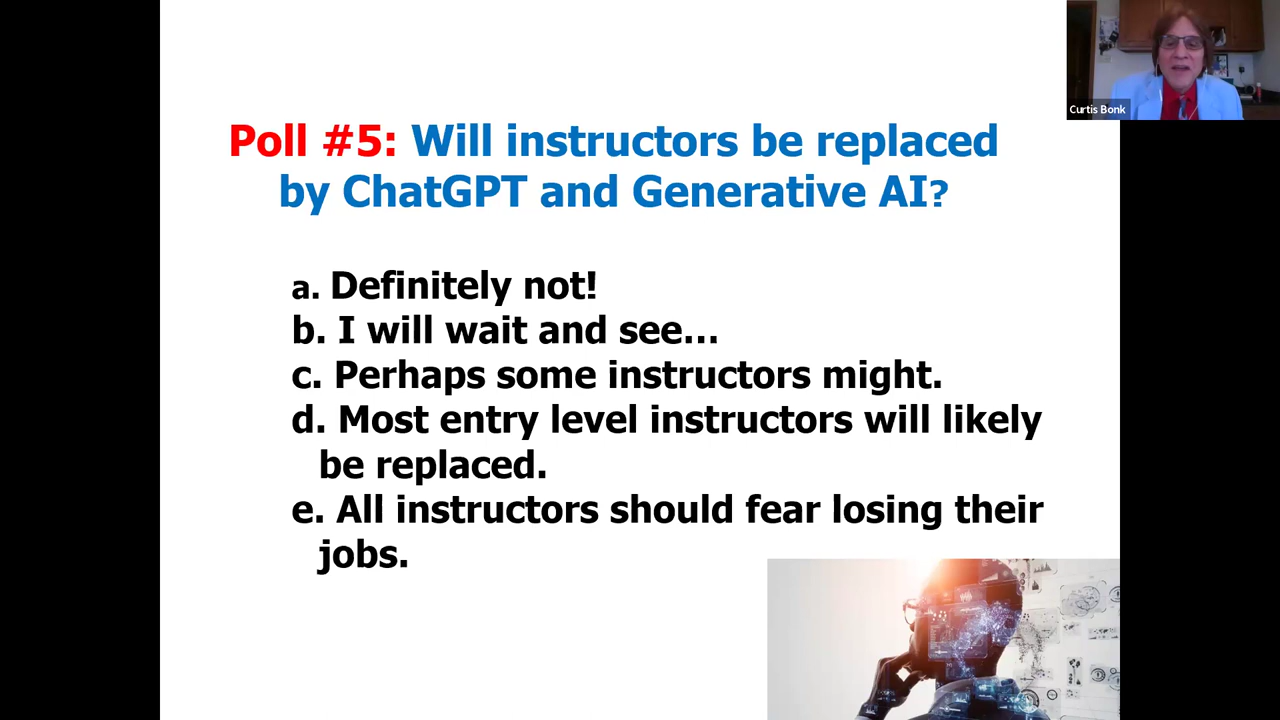 Curtis Bonk
Poll #5: Will instructors be replaced
by ChatGPT and Generative AI?
a. Definitely not!
b. I will wait and see...
c. Perhaps some instructors might.
d. Most entry level instructors will likely
be replaced.
e. All instructors should fear losing their
jobs.